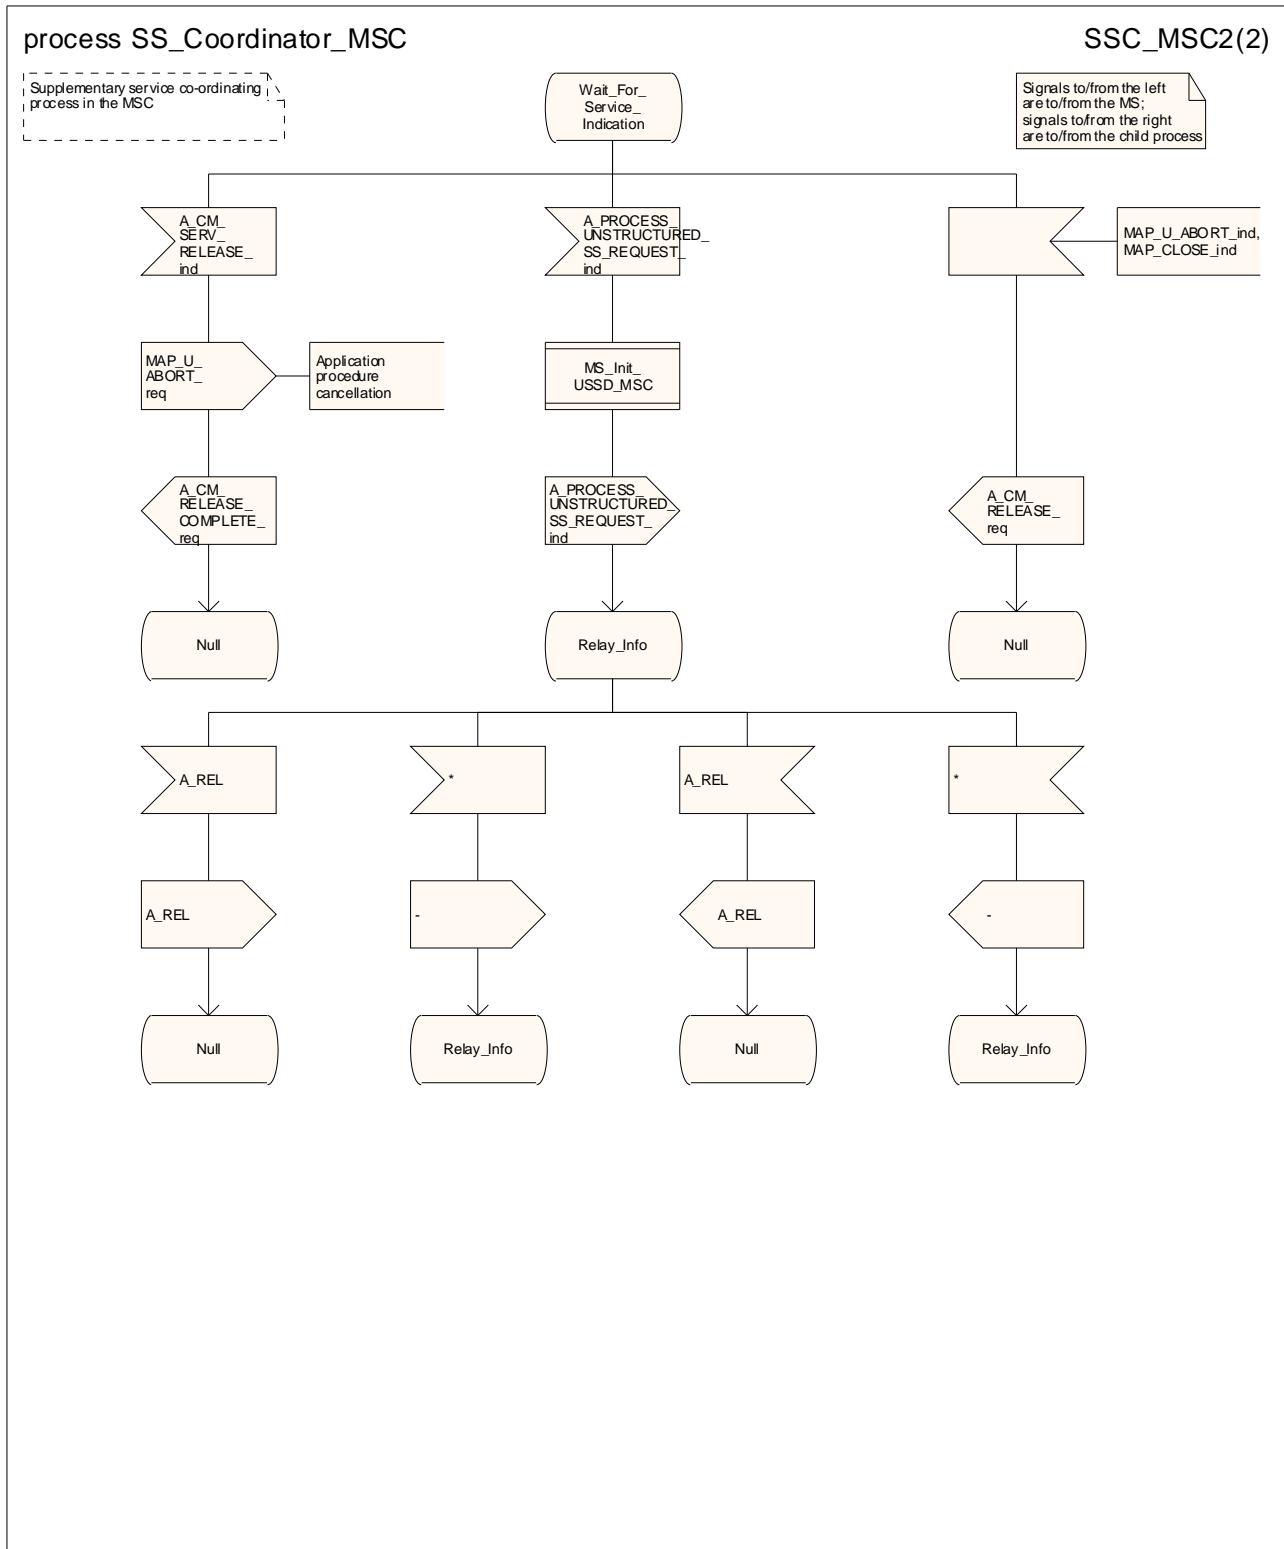 process SS_Coordinator_MSC
SSC_MSC2(2)
Supplementary service co-ordinating
process in the MSC
Wait_For_
Service_
Indication
Signals to/from the left
are to/from the MS;
signals to/from the right
are to/from the child process
A_CM_
SERV_
RELEASE_
ind
A_PROCESS_
UNSTRUCTURED_
SS_REQUEST_
ind
MAP_U_ABORT_ind,
MAP_CLOSE_ind
MAP_U_
ABORT_
req
Application
procedure
cancellation
MS_Init_
USSD_MSC
A_CM_
RELEASE_
COMPLETE_
req
A_PROCESS_
UNSTRUCTURED_
SS_REQUEST_
ind
A_CM_
RELEASE_
req
Null
Relay_Info
Null
A_REL
*
A_REL
*
A_REL
-
A_REL
-
Null
Relay_Info
Null
Relay_Info